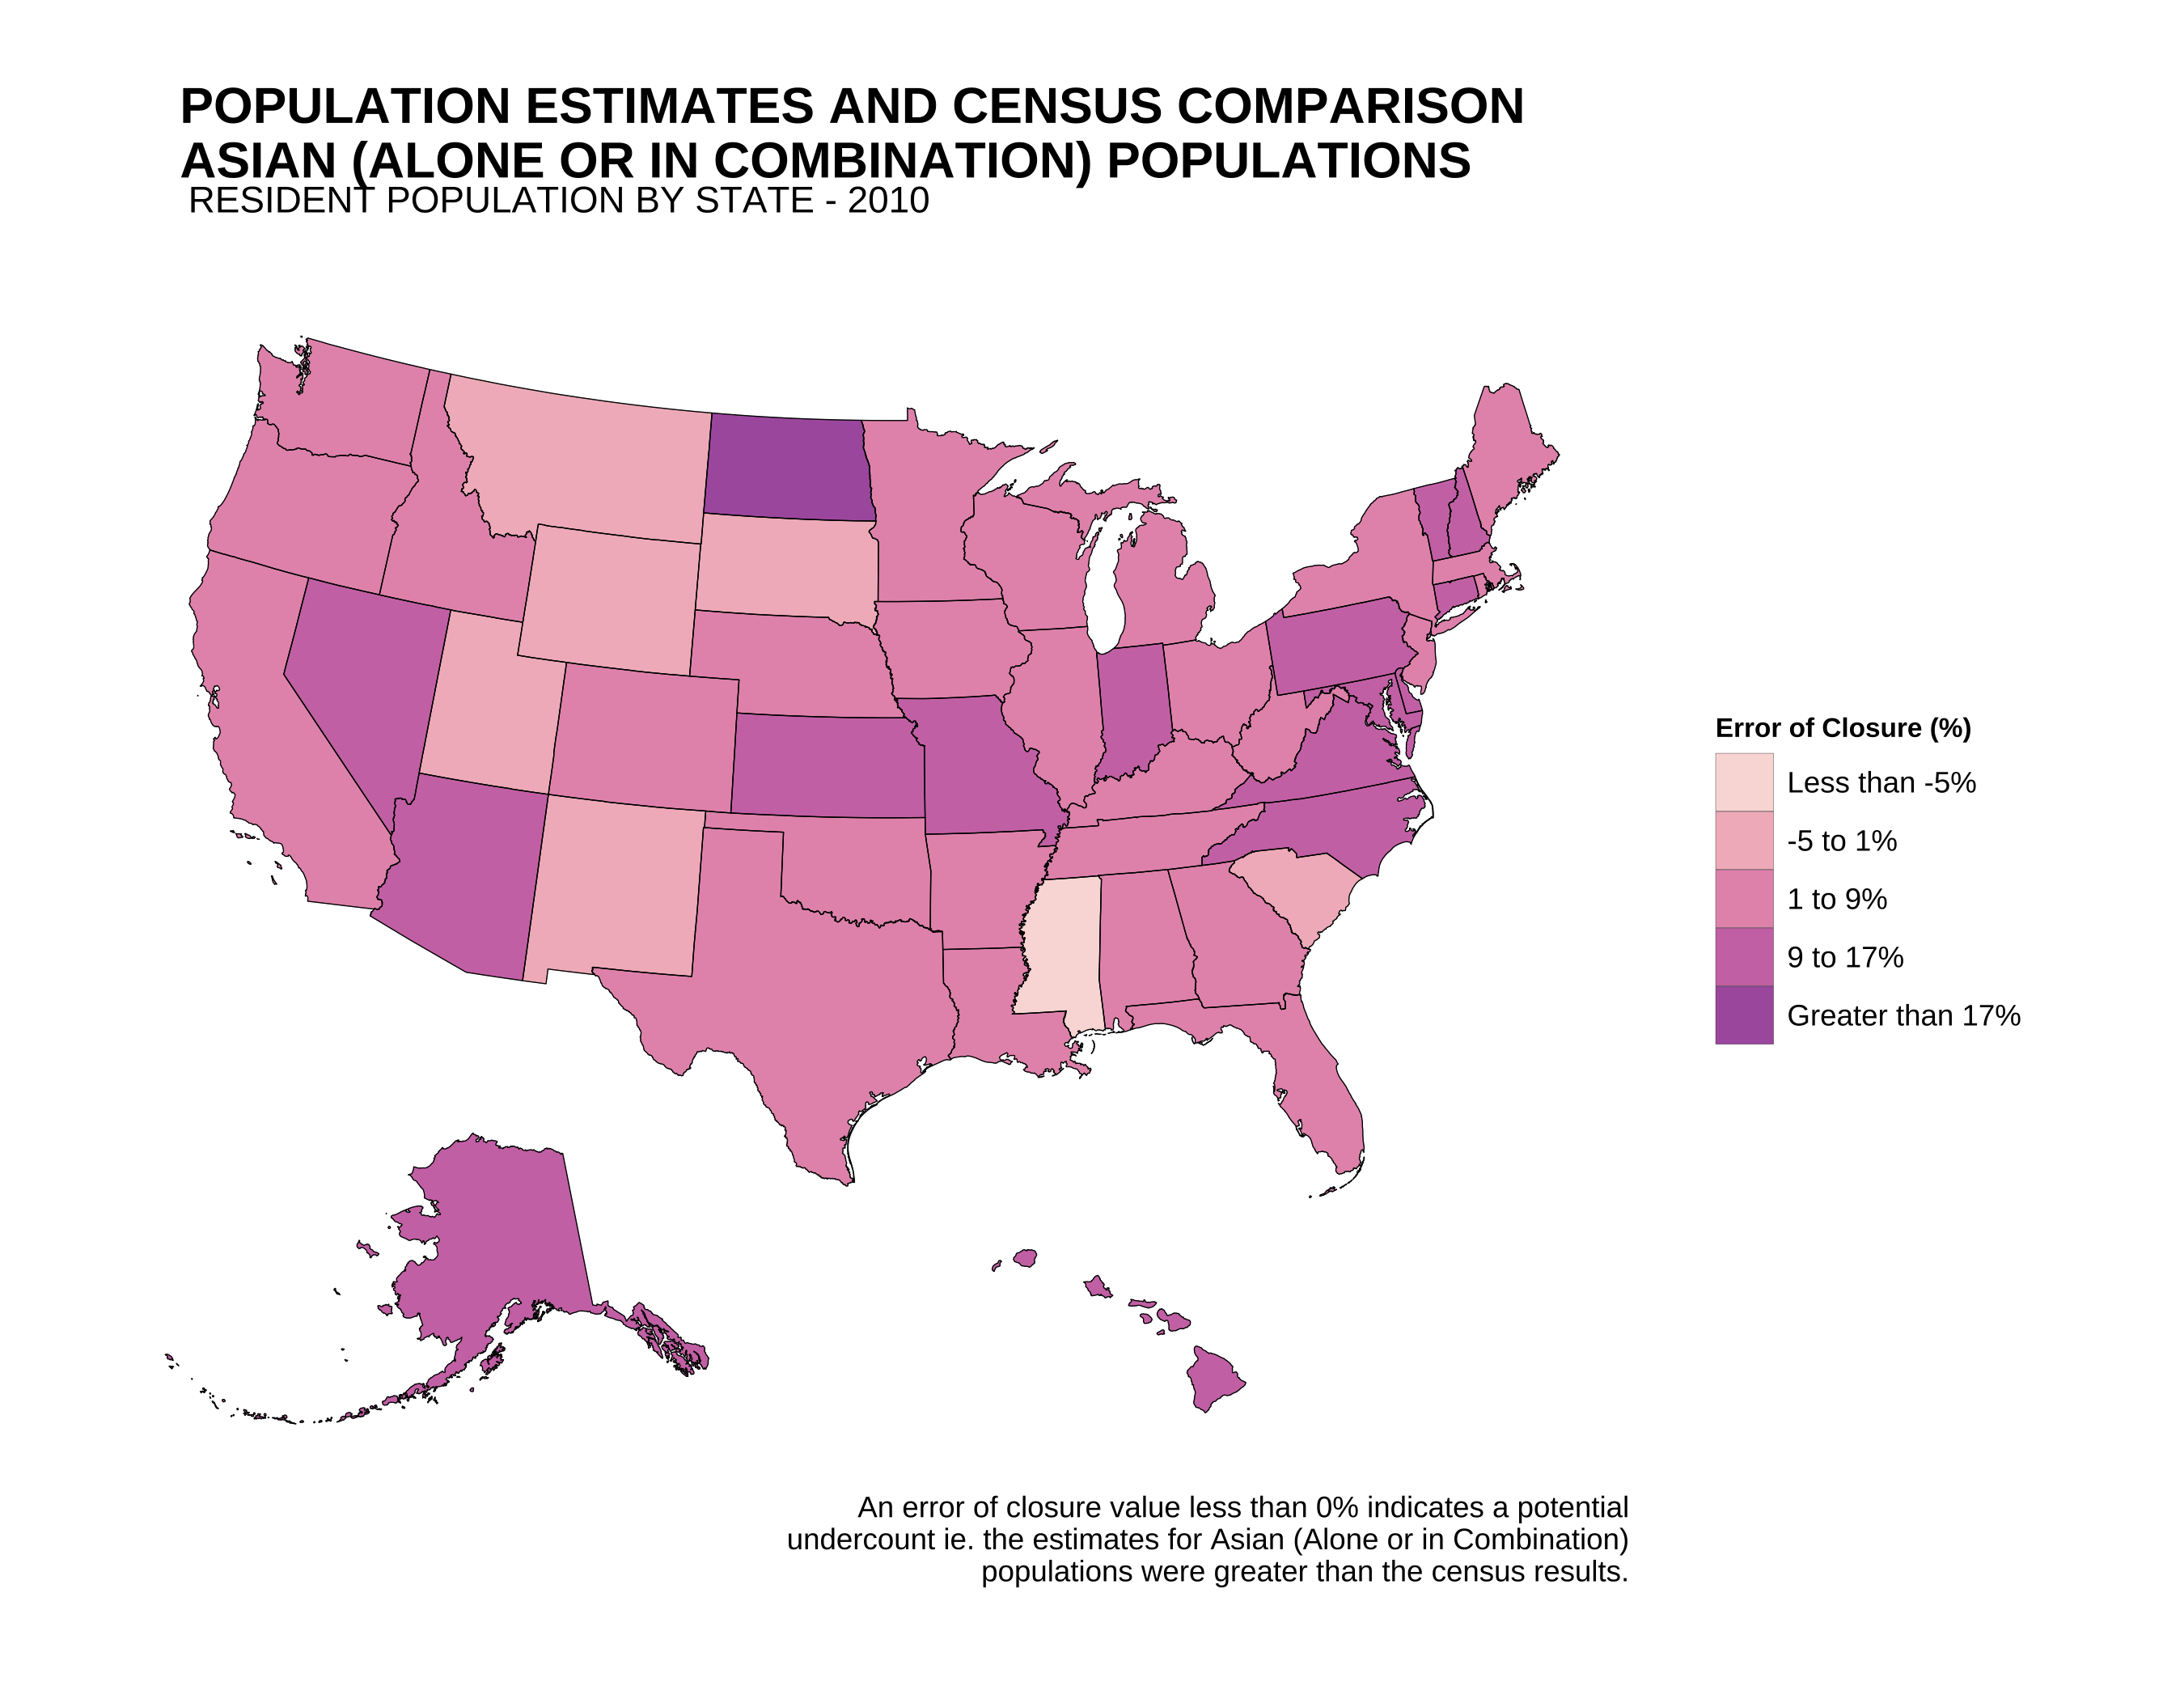 POPULATION ESTIMATES AND CENSUS COMPARISON
ASIAN (ALONE OR IN COMBINATION) POPULATIONS
RESIDENT POPULATION BY STATE - 2010
Error of Closure (%)
Less than -5%
-5 to 1%
1 to 9%
9 to 17%
Greater than 17%
An error of closure value less than 0% indicates a potential
undercount ie. the estimates for Asian (Alone or in Combination)
populations were greater than the census results.